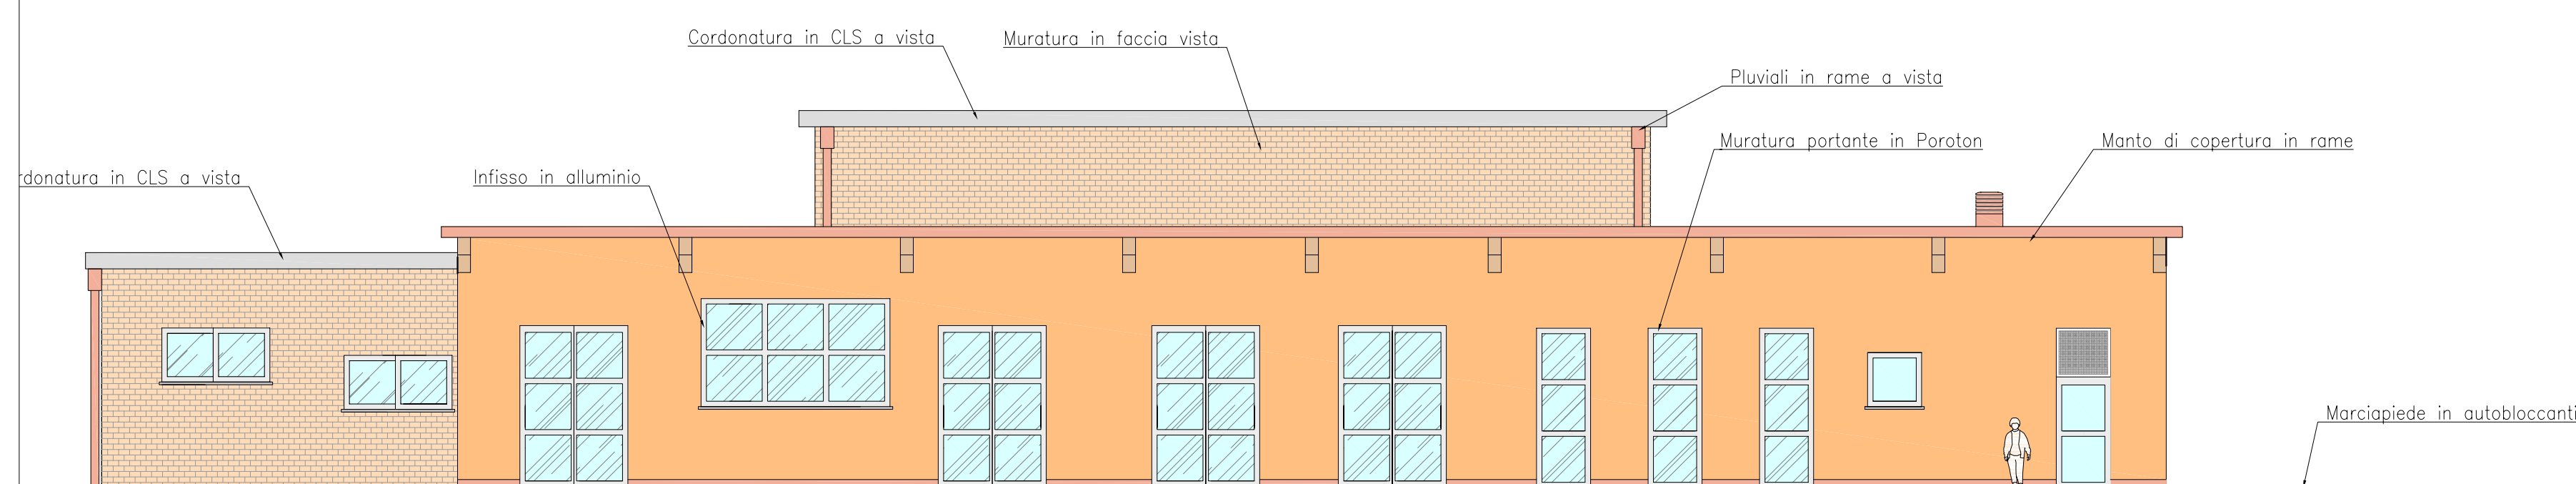 Cordonatura in CLS a vista
Muratura in faccia vista
Pluviali in rame a vista
Muratura portante in Poroton
Manto di copertura in rame
rdonatura in CLS a vista
Infisso in alluminio
Marciapiede in autobloccanti